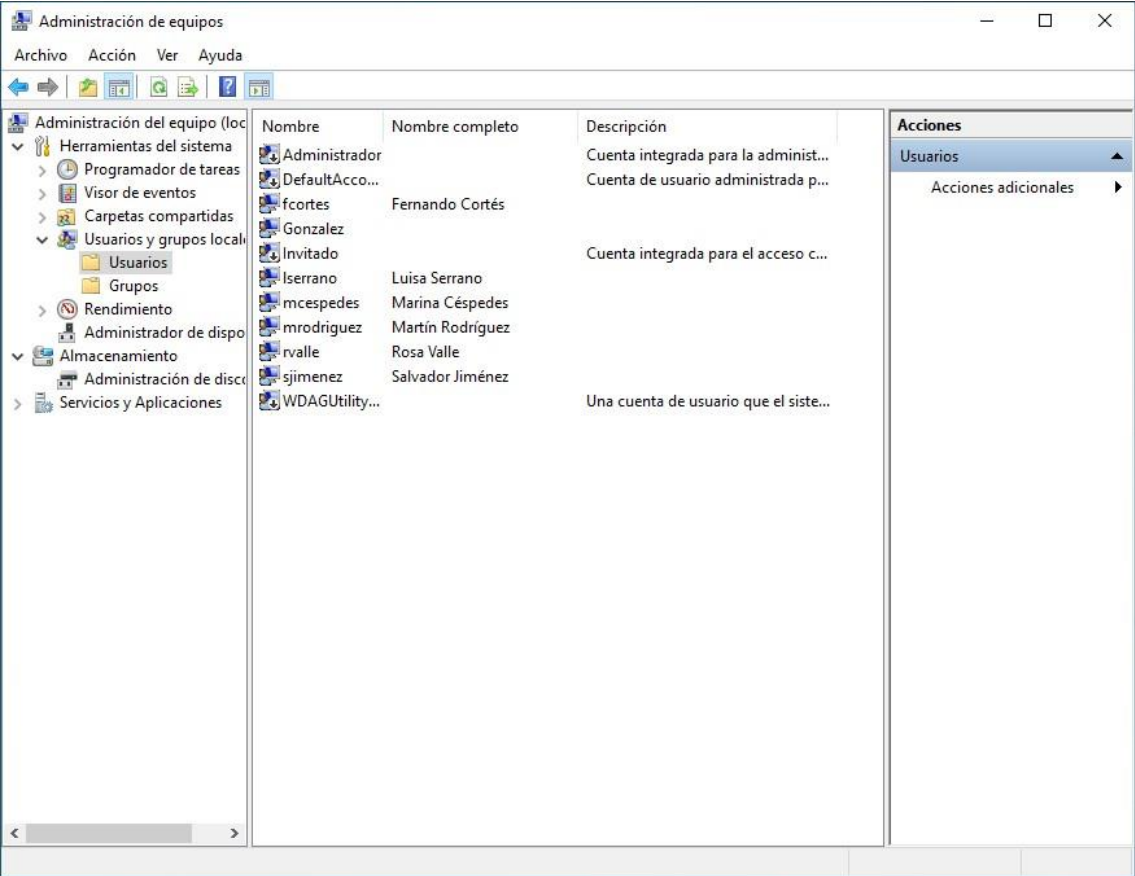 Administración de equipos
Archivo Acción Ver Ayuda
Administración del equipo (loc
Herramientas del sistema
Programador de tareas
Visor de eventos
Carpetas compartidas
Usuarios y grupos local
Usuarios
Grupos
Rendimiento
Administrador de dispo
Almacenamiento
Administración de disco
Servicios y Aplicaciones
Nombre Nombre completo Descripción
Administrador Cuenta integrada para la administ...
DefaultAcco... Cuenta de usuario administrada p...
fcortes Fernando Cortés
Gonzalez
Invitado Cuenta integrada para el acceso c...
lserrano Luisa Serrano
mcespedes Marina Céspedes
mrodriguez Martín Rodríguez
rvalle Rosa Valle
sjimenez Salvador Jiménez
WDAGUtility... Una cuenta de usuario que el siste...
Acciones
Usuarios
Acciones adicionales